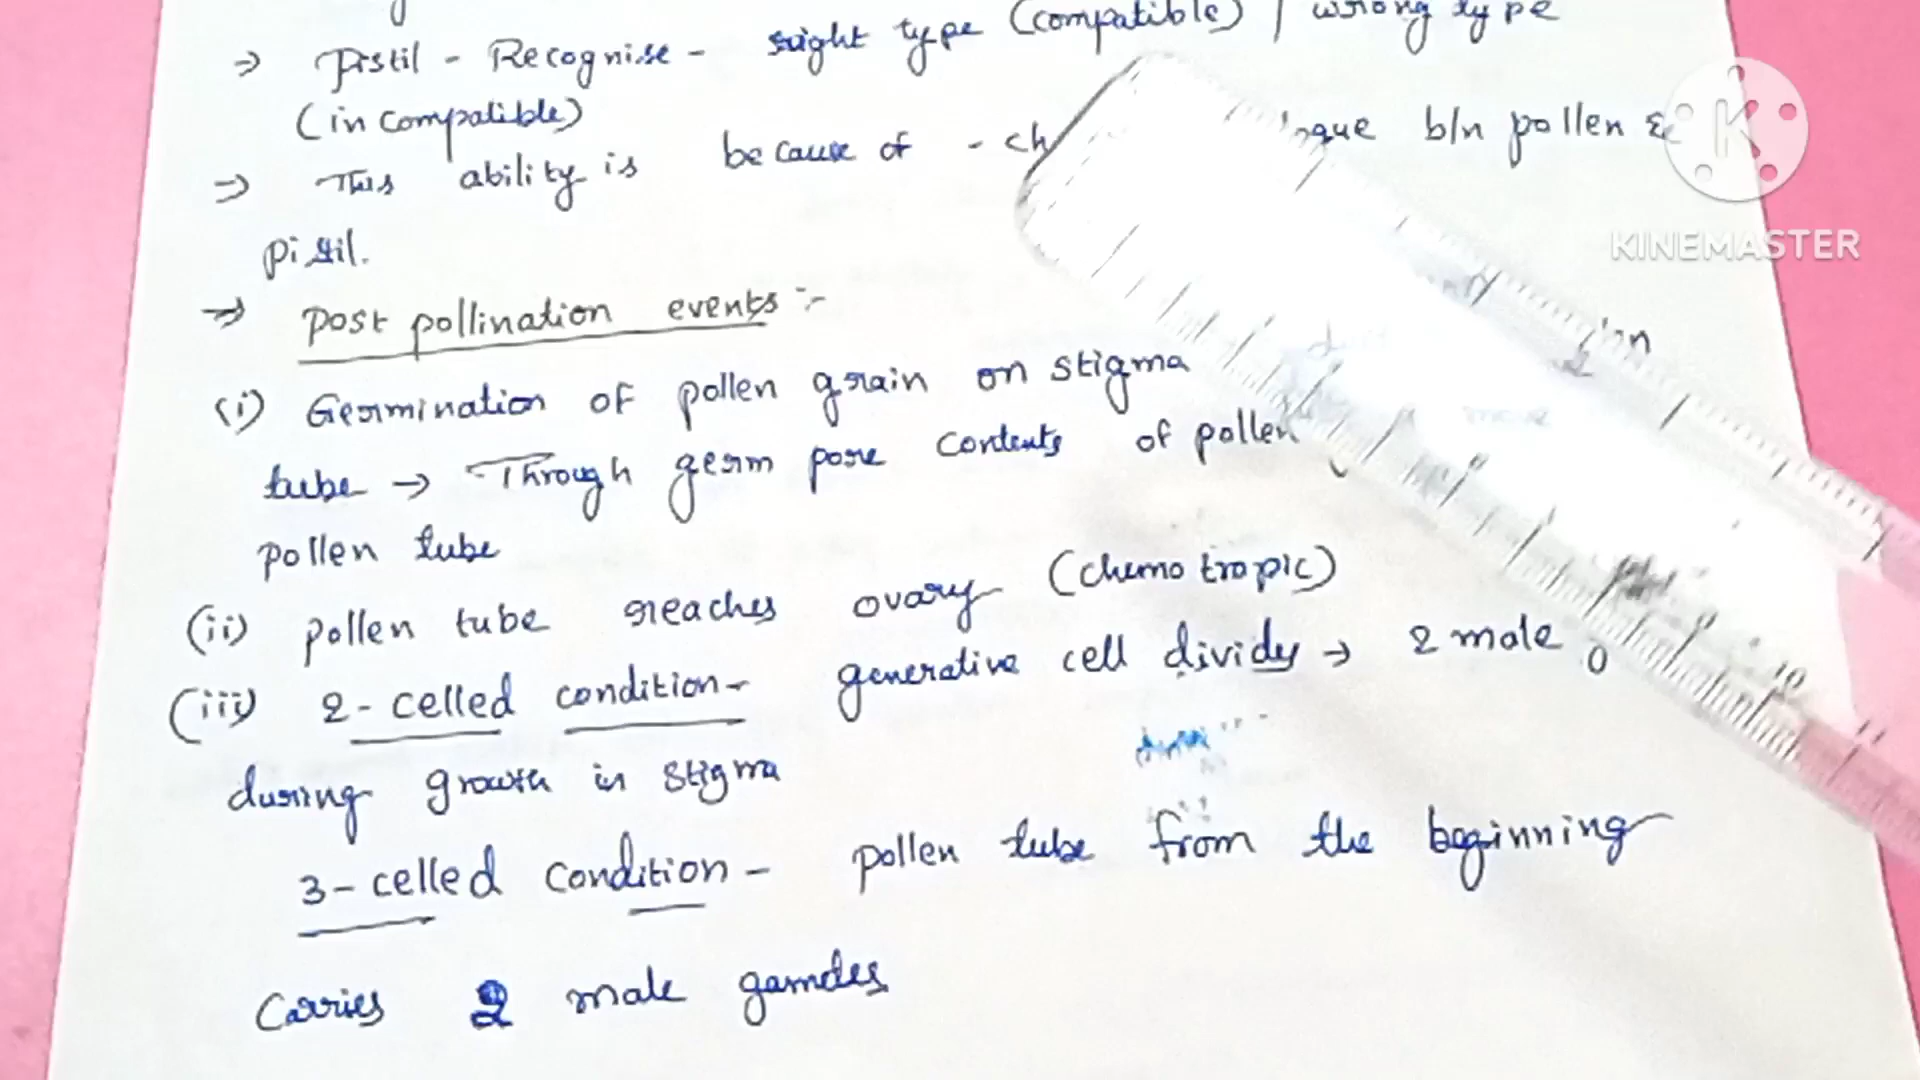 ⇒ Pistil - Recognise - right type (compatible) / wrong type
(incompatible)
⇒ This ability is because of - ch b/n pollen &
pistil.
⇒ post pollination events :-
(i) Germination of pollen grain on stigma
tube → Through germ pore contents of pollen
pollen tube
(ii) pollen tube reaches ovary (chemo tropic)
(iii) 2-celled condition - generative cell divides → 2 male
during growth in stigma
3-celled condition - pollen tube from the beginning
Carries 2 male gametes
K
KINEMASTER